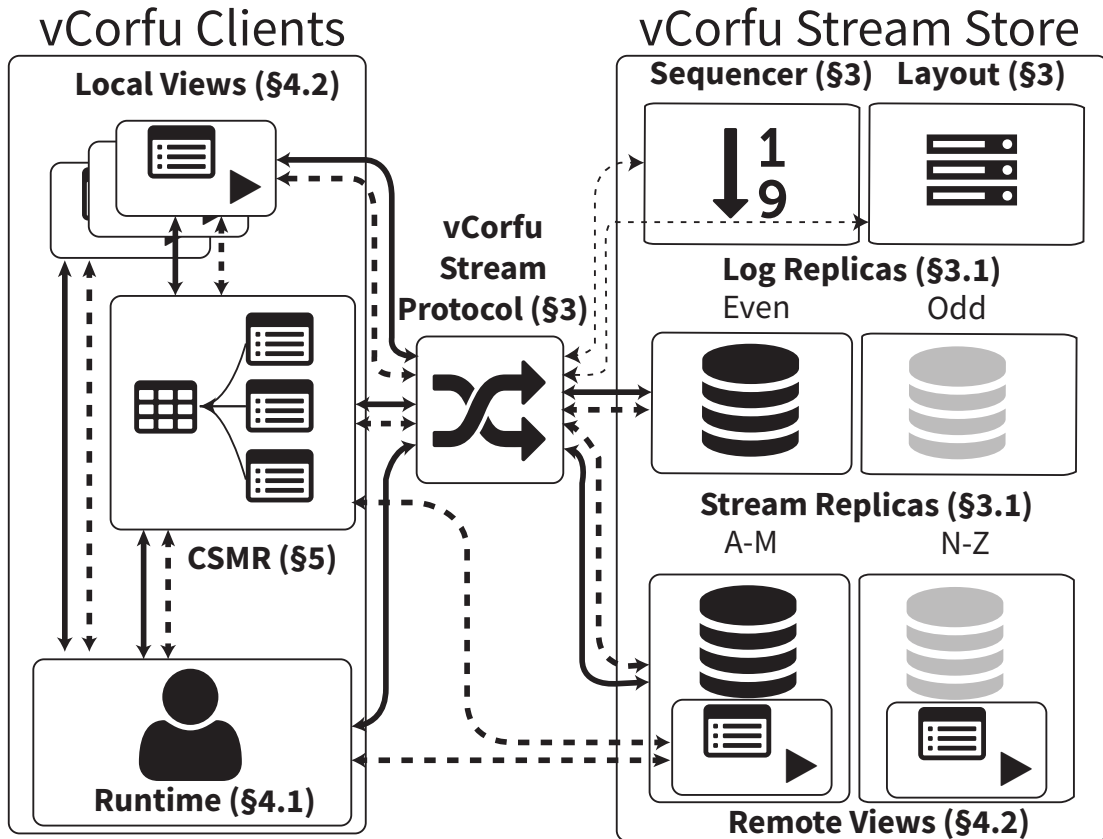 vCorfu Clients
Local Views (§4.2)
vCorfu
Stream
Protocol (§3)
CSMR (§5)
Runtime (§4.1)
vCorfu Stream Store
Sequencer (§3)
Layout (§3)
1
9
Log Replicas (§3.1)
Even
Odd
Stream Replicas (§3.1)
A-M
N-Z
Remote Views (§4.2)